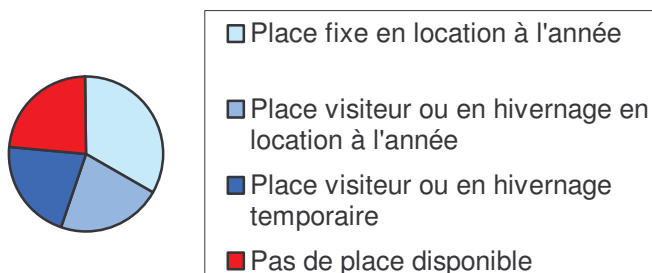 Place fixe en location à l'année
Place visiteur ou en hivernage en
location à l'année
Place visiteur ou en hivernage
temporaire
Pas de place disponible